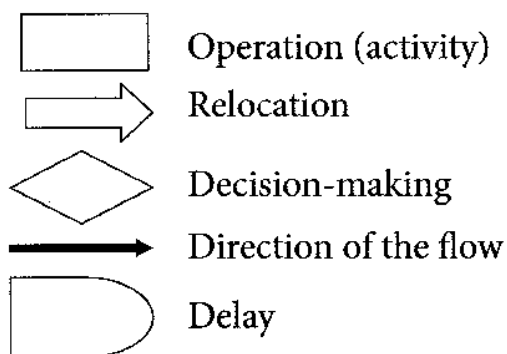 Operation (activity)
Relocation
Decision-making
Direction of the flow
Delay